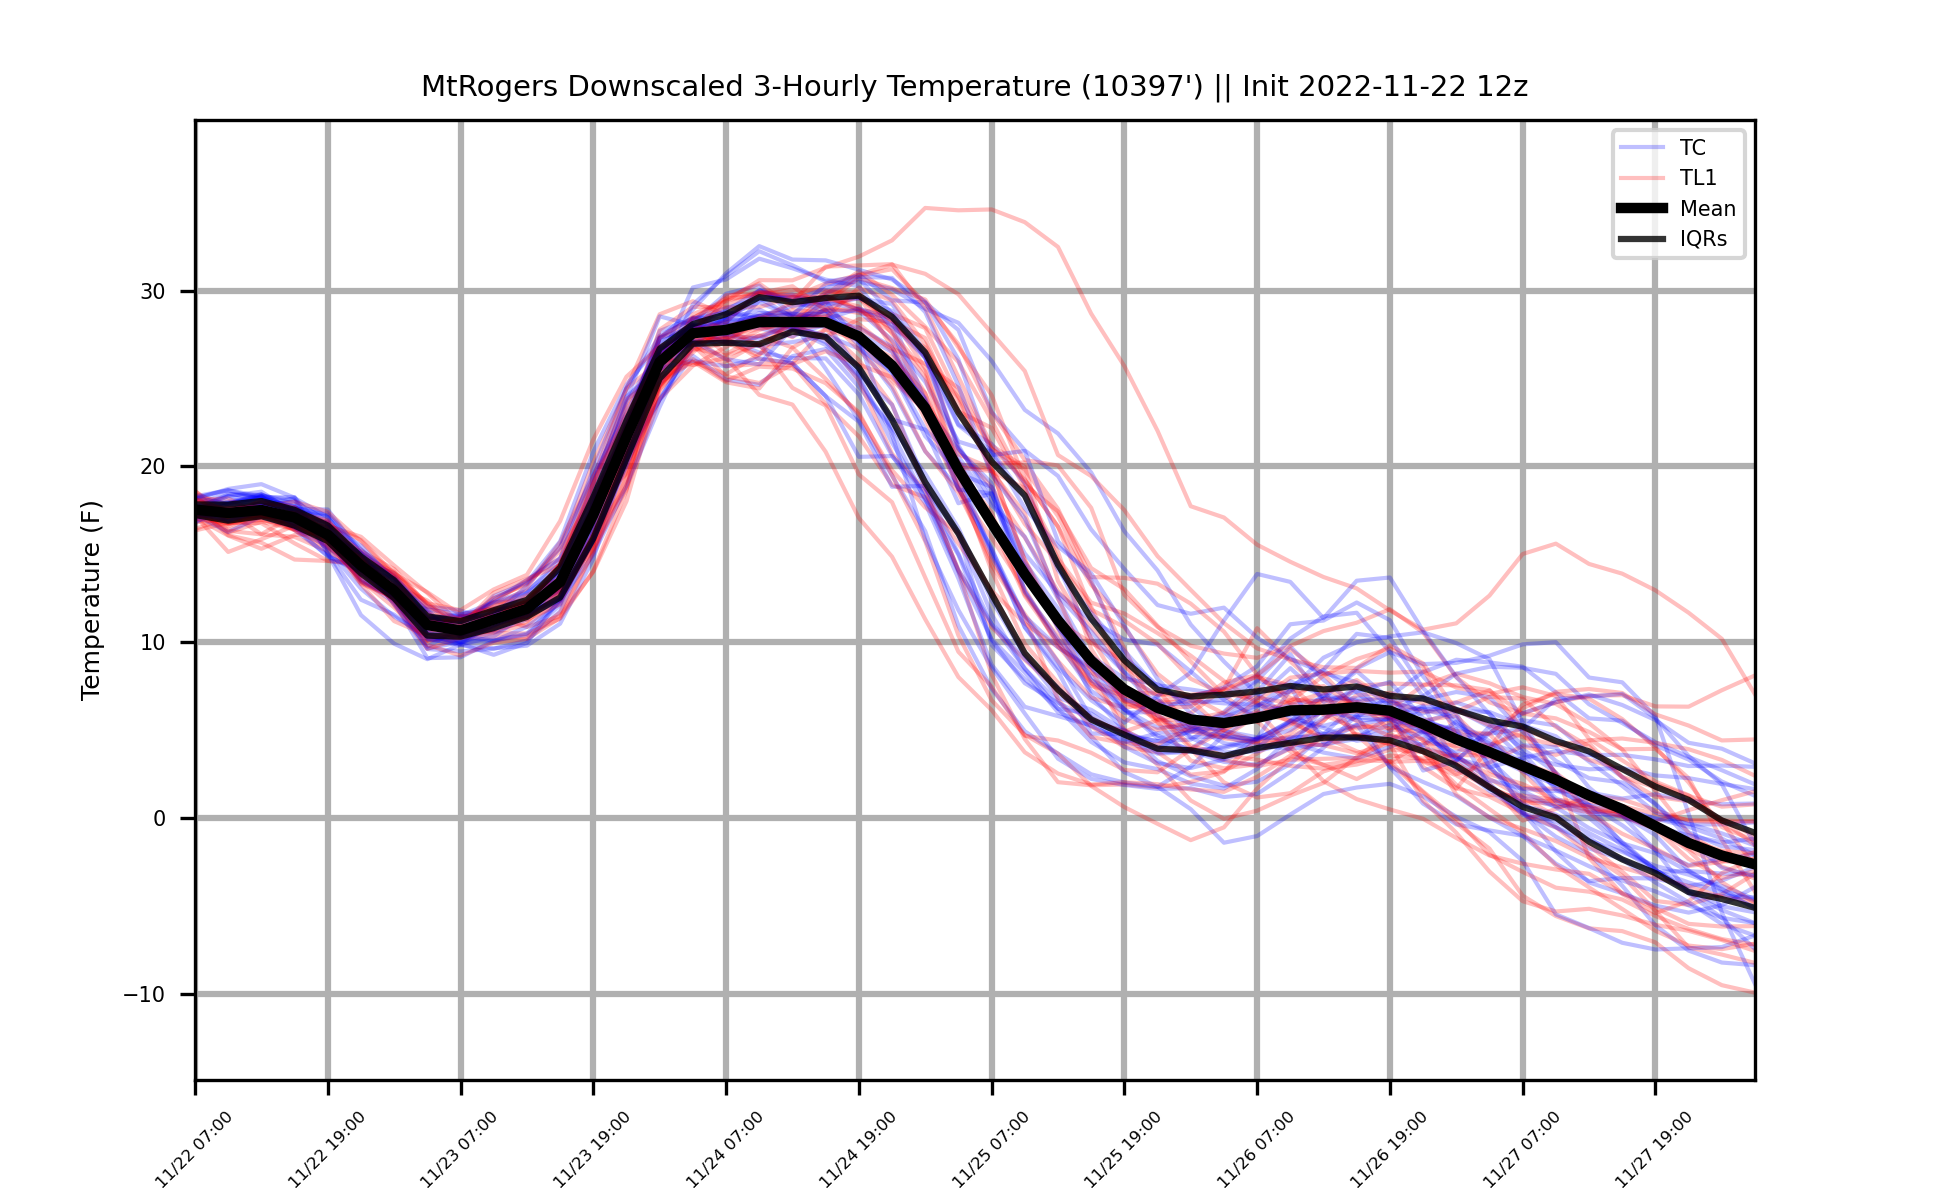 MtRogers Downscaled 3-Hourly Temperature (10397') || Init 2022-11-22 12z
TC
TL1
Mean
IQRs
Temperature (F)
30
20
10
0
−10
11/22 07:00
11/22 19:00
11/23 07:00
11/23 19:00
11/24 07:00
11/24 19:00
11/25 07:00
11/25 19:00
11/26 07:00
11/26 19:00
11/27 07:00
11/27 19:00